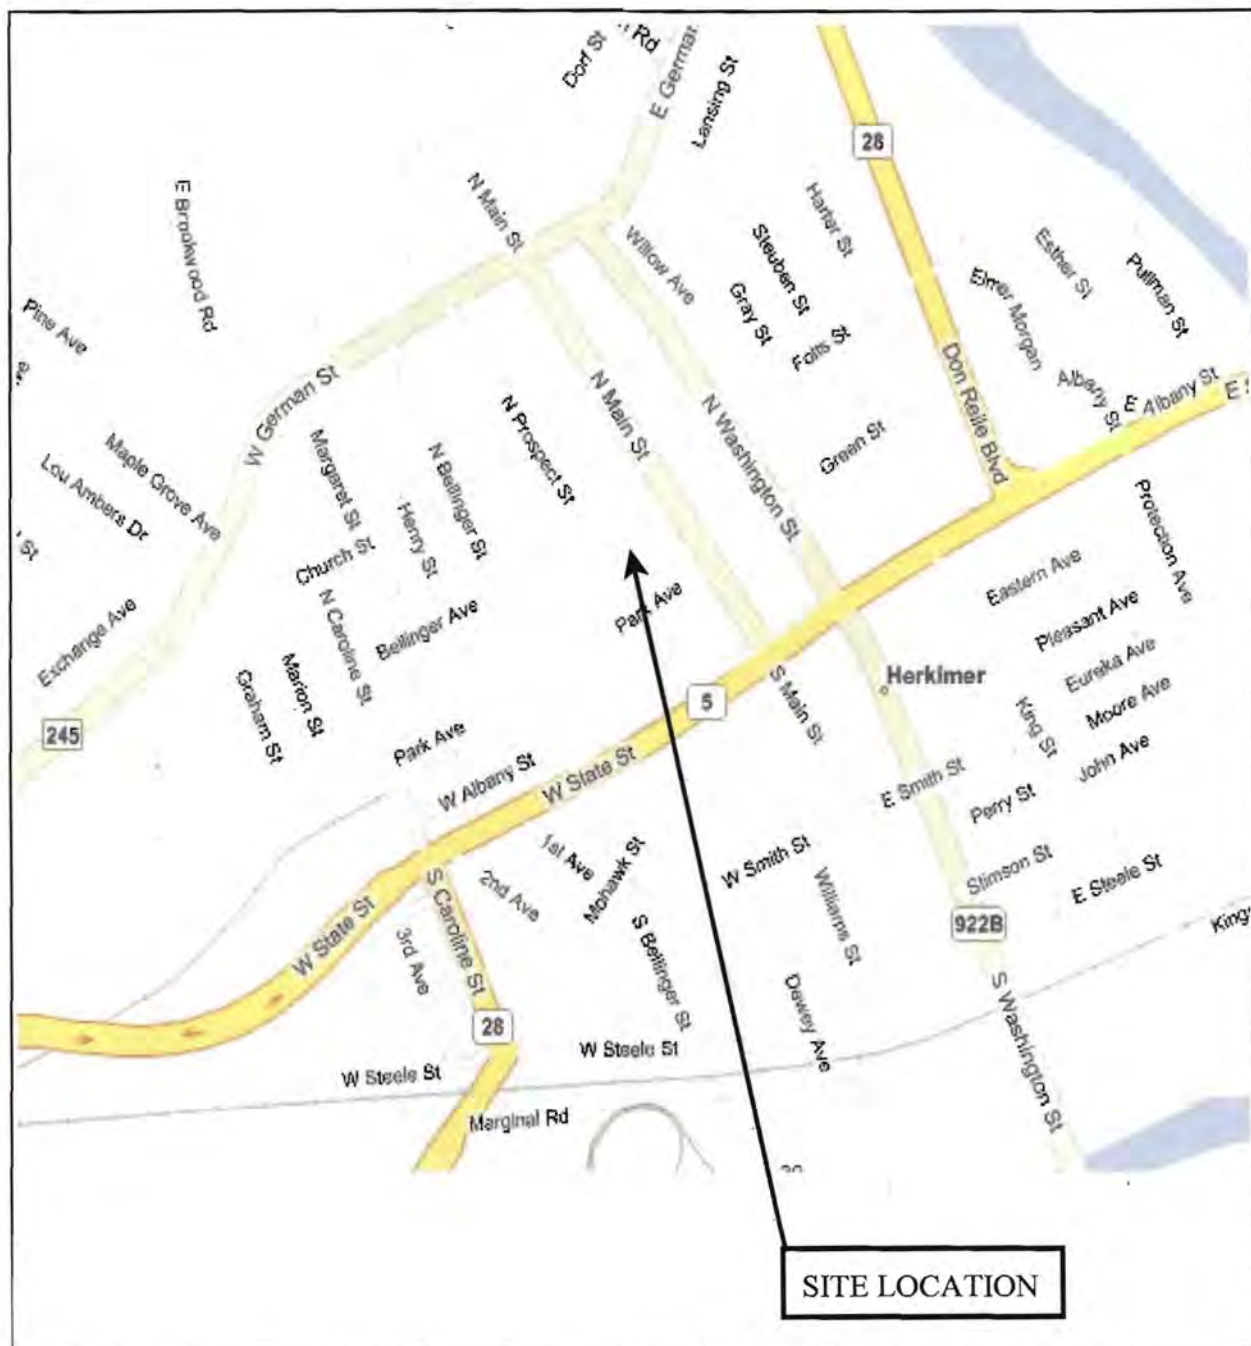 Rd
Dorf St
E German
Lansing St
28
N Main St
E Brookwood Rd
Willow Ave
Steuben St
Harter St
Gray St
Folts St
Esther St
Elmer Morgan
Pullman St
Pine Ave
W German St
N Main St
N Washington St
Don Reile Blvd
Albany St
E Albany St
E
N Prospect St
Green St
Maple Grove Ave
Lou Ambers Dr
Margaret St
N Bellinger St
Henry St
Church St
St
Protection Ave
Eastern Ave
Pleasant Ave
Exchange Ave
N Caroline St
Bellinger Ave
Park Ave
Eureka Ave
Moore Ave
Marion St
Graham St
5
S Main St
Herkimer
King St
John Ave
245
Park Ave
W Albany St
W State St
E Smith St
Perry St
1st Ave
2nd Ave
Mohawk St
W Smith St
Williams St
Stimson St
E Steele St
922B
Kings
W State St
3rd Ave
S Caroline St
S Bellinger St
Dewey Ave
S Washington St
28
W Steele St
W Steele St
Marginal Rd
SITE LOCATION